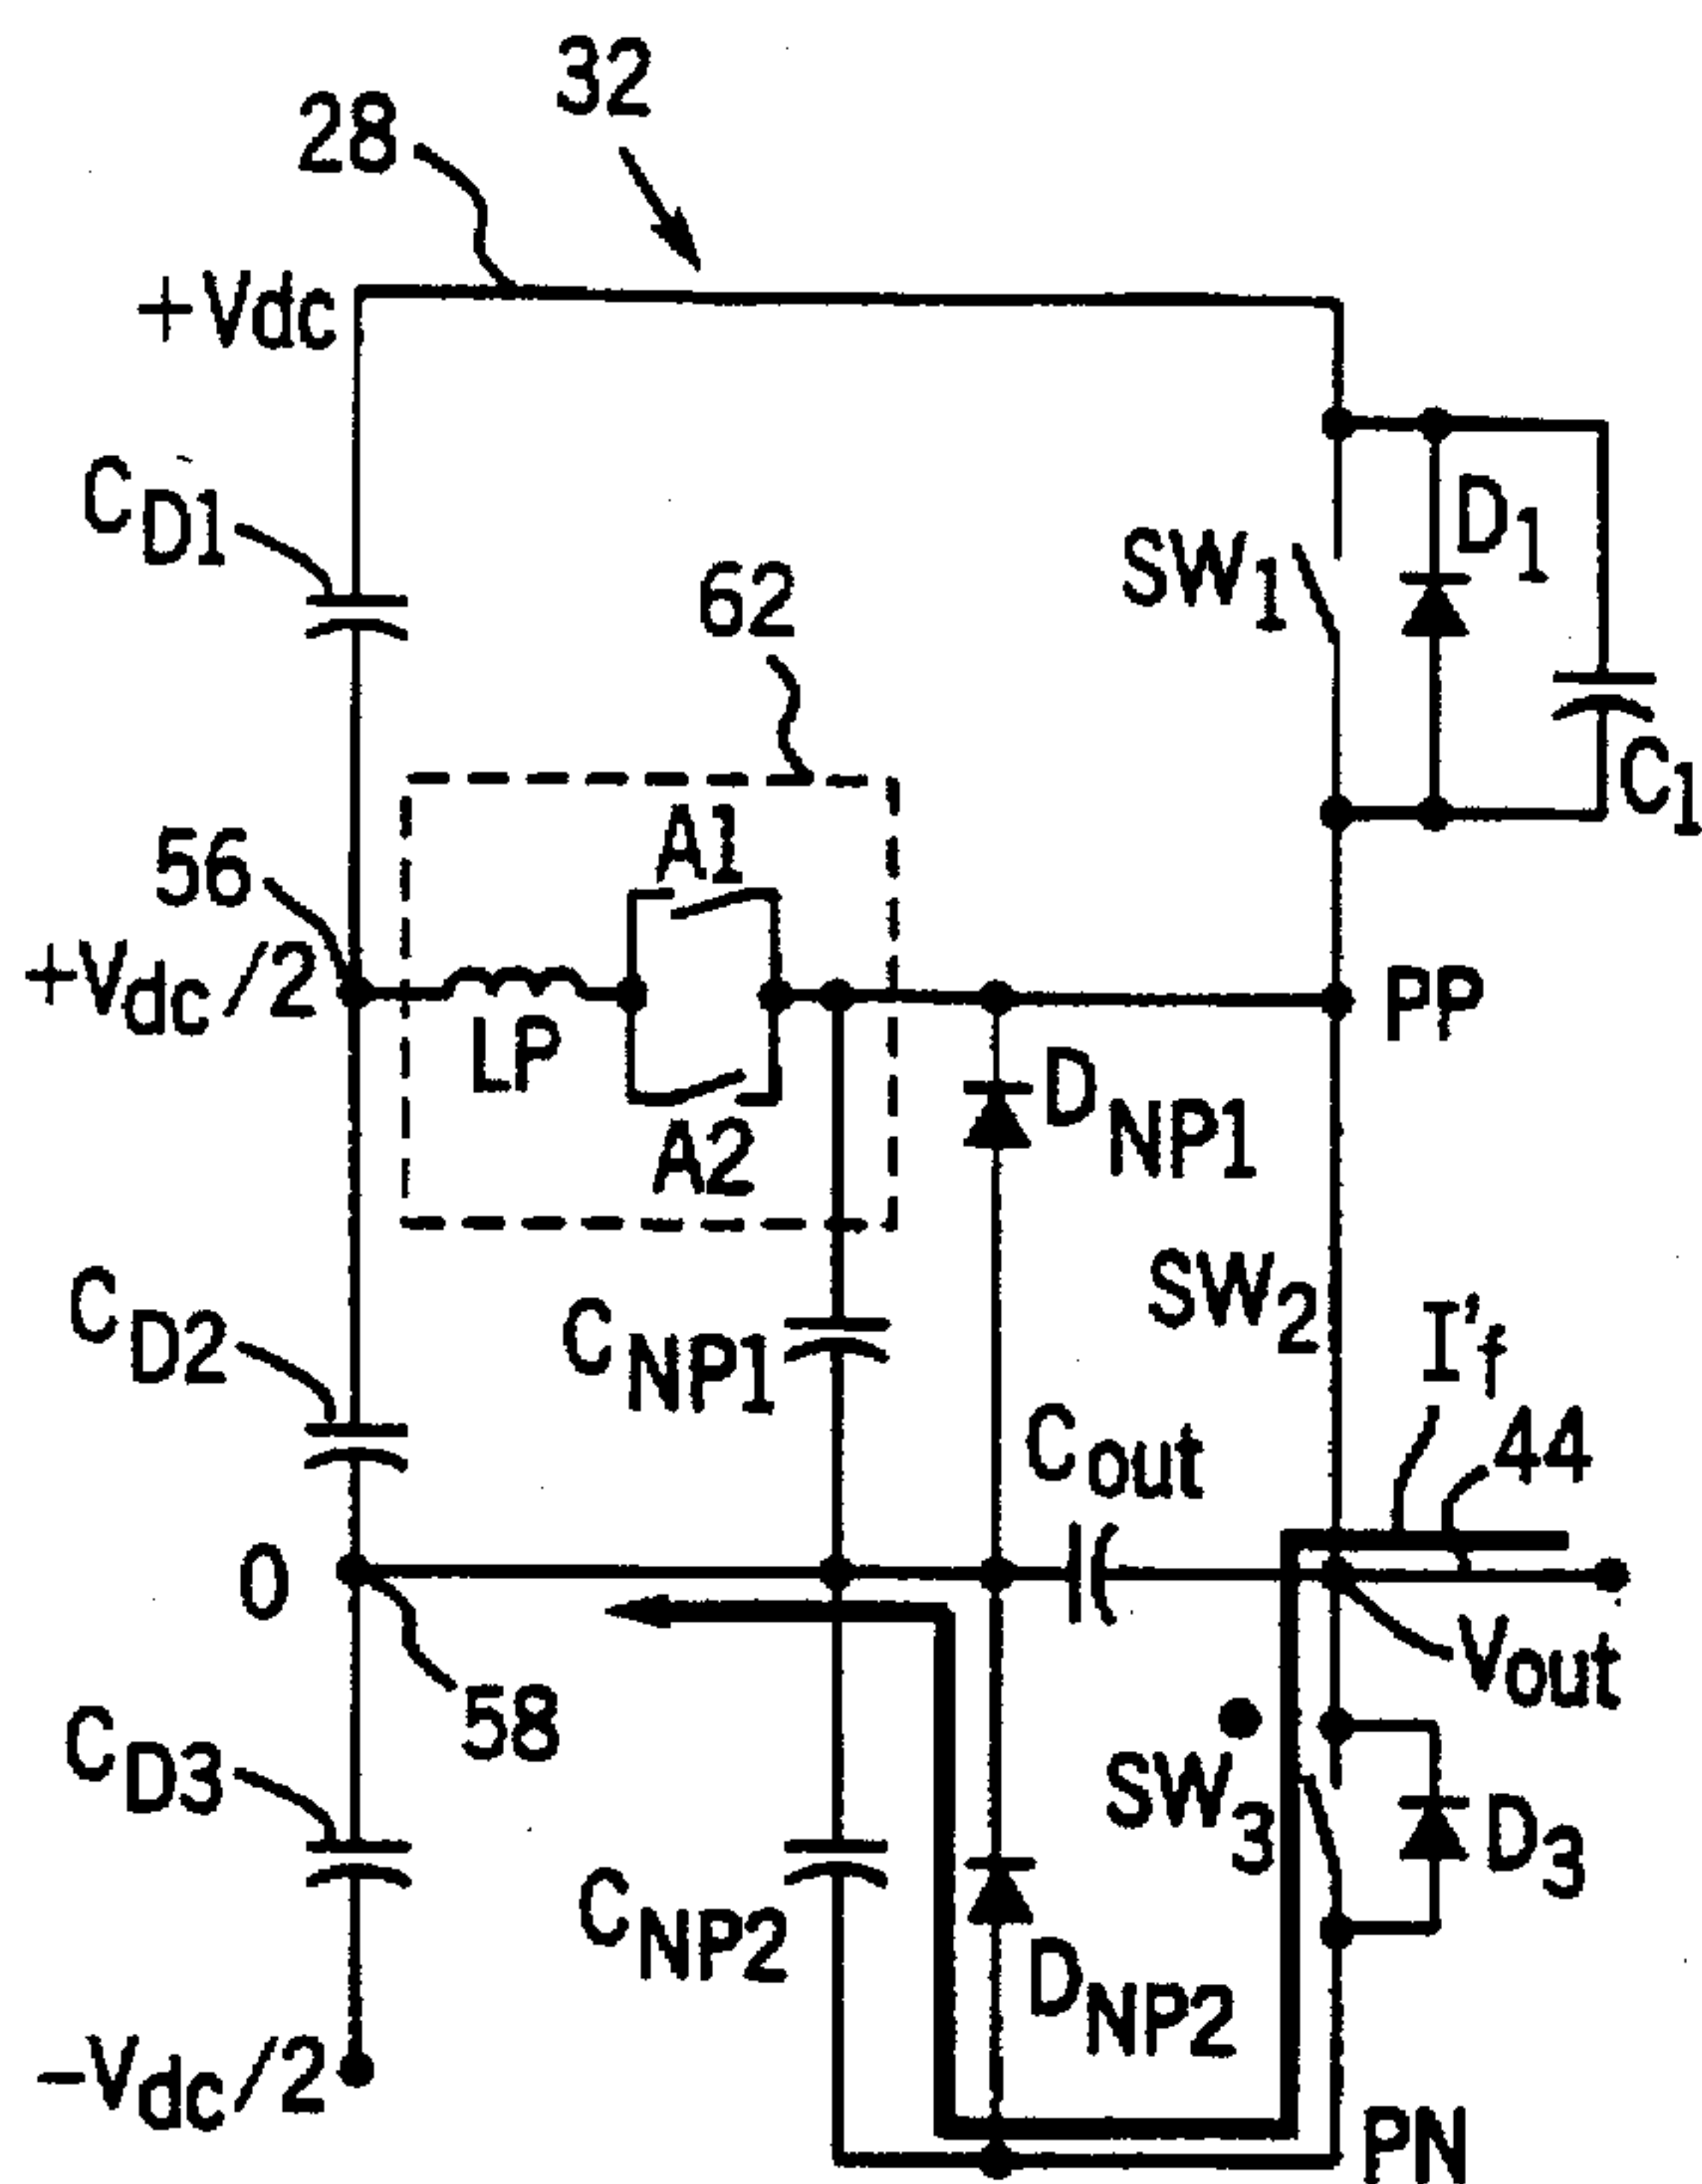 32
28
+Vdc
CD1
SW1
D1
62
C1
A1
56
+Vdc/2
PP
LP
DNP1
A2
SW2
CD2
CNP1
I'f
Cout
44
O
Vout
58
CD3
SW3
D3
CNP2
DNP2
-Vdc/2
PN